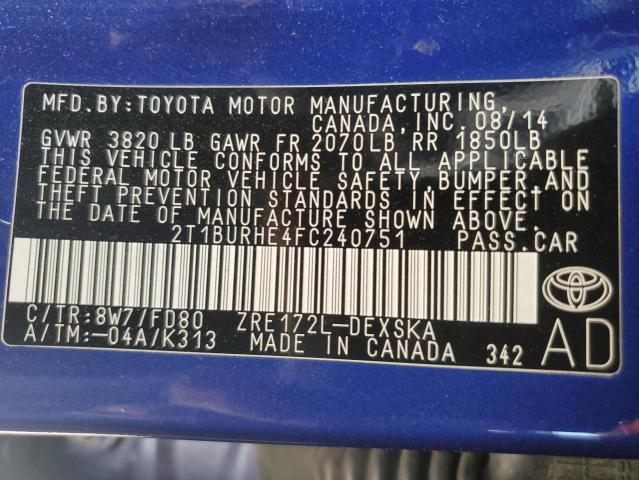 MFD. BY: TOYOTA MOTOR MANUFACTURING,
CANADA, INC. 08/14
GVWR 3820 LB GAWR FR 2070LB RR 1850LB
THIS VEHICLE CONFORMS TO ALL APPLICABLE
FEDERAL MOTOR VEHICLE SAFETY, BUMPER, AND
THEFT PREVENTION STANDARDS IN EFFECT ON
THE DATE OF MANUFACTURE SHOWN ABOVE.
2T1BURHE4FC240751 PASS.CAR
C/TR:8W7/FD80 ZRE172L-DEXSKA
A/TM:-04A/K313 MADE IN CANADA 342
AD